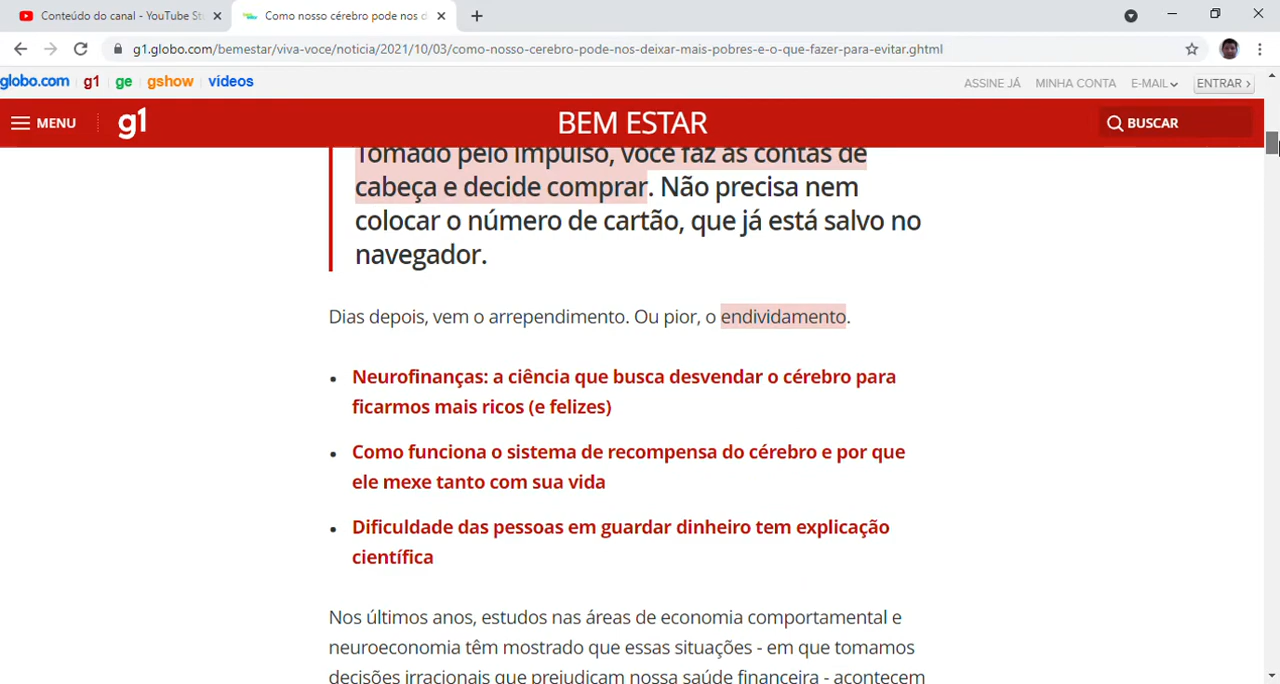 Conteúdo do canal - YouTube St
Como nosso cérebro pode nos d
g1.globo.com/bemestar/viva-voce/noticia/2021/10/03/como-nosso-cerebro-pode-nos-deixar-mais-pobres-e-o-que-fazer-para-evitar.ghtml
globo.com g1 ge gshow videos ASSINE JÁ MINHA CONTA E-MAIL ENTRAR
MENU g1 BEM ESTAR BUSCAR
Tomado pelo impulso, você faz as contas de
cabeça e decide comprar. Não precisa nem
colocar o número de cartão, que já está salvo no
navegador.
Dias depois, vem o arrependimento. Ou pior, o endividamento.
Neurofinanças: a ciência que busca desvendar o cérebro para
ficarmos mais ricos (e felizes)
Como funciona o sistema de recompensa do cérebro e por que
ele mexe tanto com sua vida
Dificuldade das pessoas em guardar dinheiro tem explicação
científica
Nos últimos anos, estudos nas áreas de economia comportamental e
neuroeconomia têm mostrado que essas situações - em que tomamos
decisões irracionais que prejudicam nossa saúde financeira - acontecem